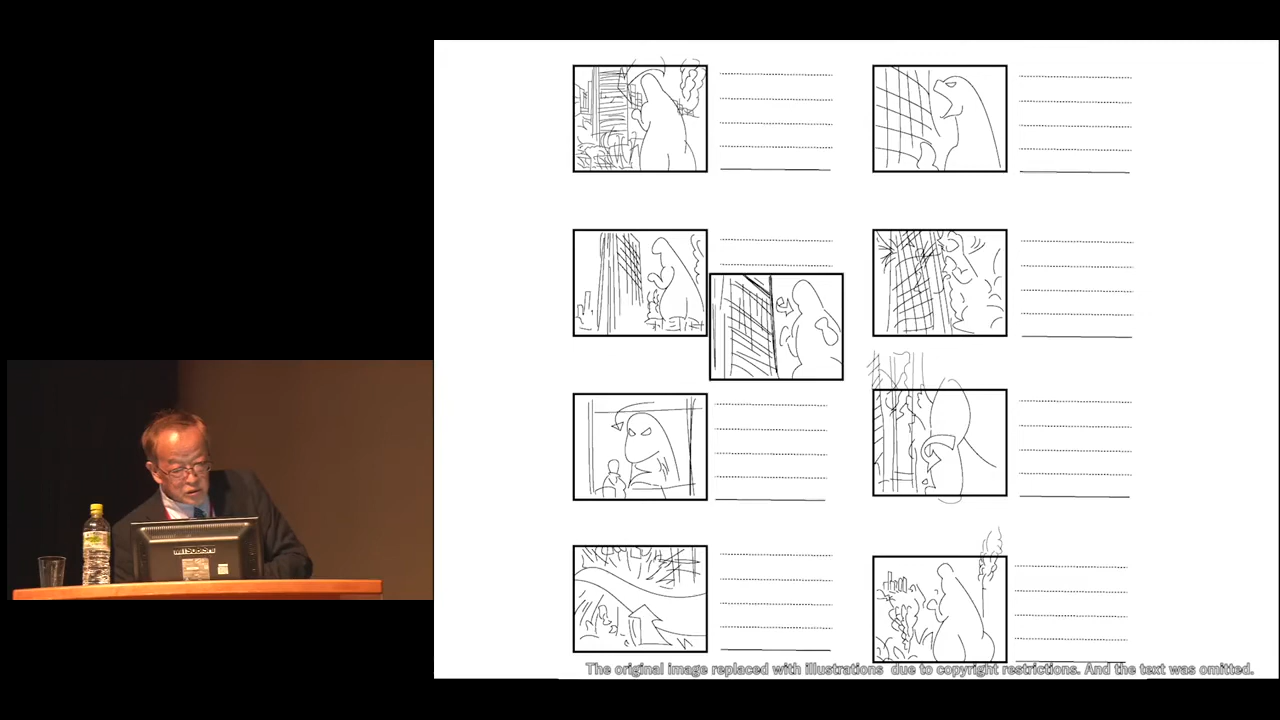 MITSUBISHI
The original image replaced with illustrations due to copyright restrictions. And the text was omitted.